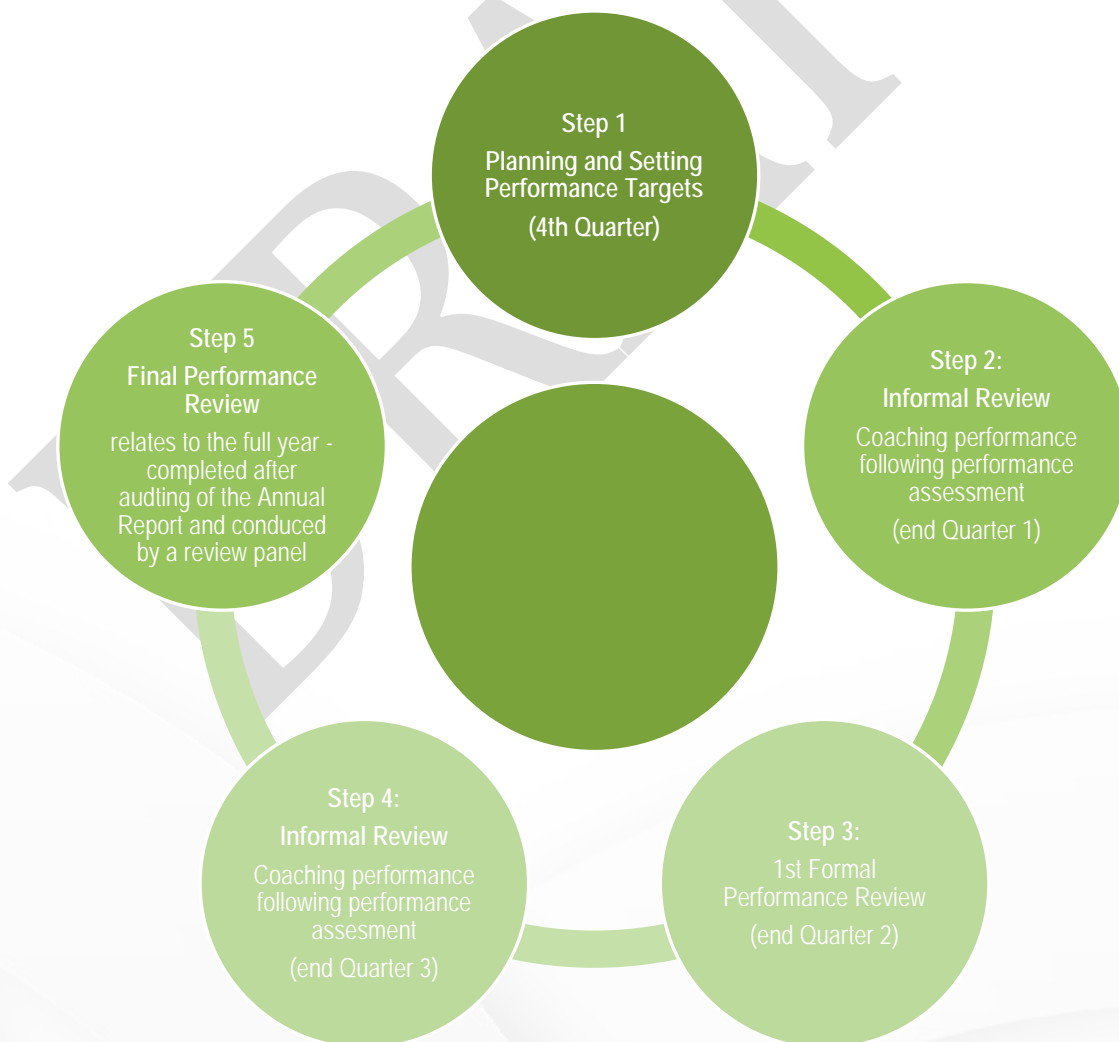 Step 1
Planning and Setting
Performance Targets
(4th Quarter)
Step 2:
Informal Review
Coaching performance
following performance
assessment
(end Quarter 1)
Step 3:
1st Formal
Performance Review
(end Quarter 2)
Step 4:
Informal Review
Coaching performance
following performance
assesment
(end Quarter 3)
Step 5
Final Performance
Review
relates to the full year -
completed after
audting of the Annual
Report and conduced
by a review panel